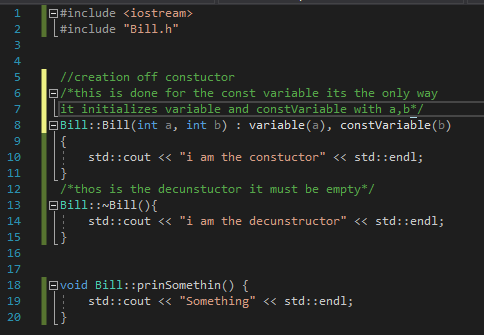 1 #include <iostream>
2 #include "Bill.h"
3
4
5 //creation off constuctor
6 /*this is done for the const variable its the only way
7 it initializes variable and constVariable with a,b*/
8 Bill::Bill(int a, int b) : variable(a), constVariable(b)
9 {
10 std::cout << "i am the constuctor" << std::endl;
11 }
12 /*thos is the decunstuctor it must be empty*/
13 Bill::~Bill(){
14 std::cout << "i am the decunstructor" << std::endl;
15 }
16
17
18 void Bill::prinSomethin() {
19 std::cout << "Something" << std::endl;
20 }